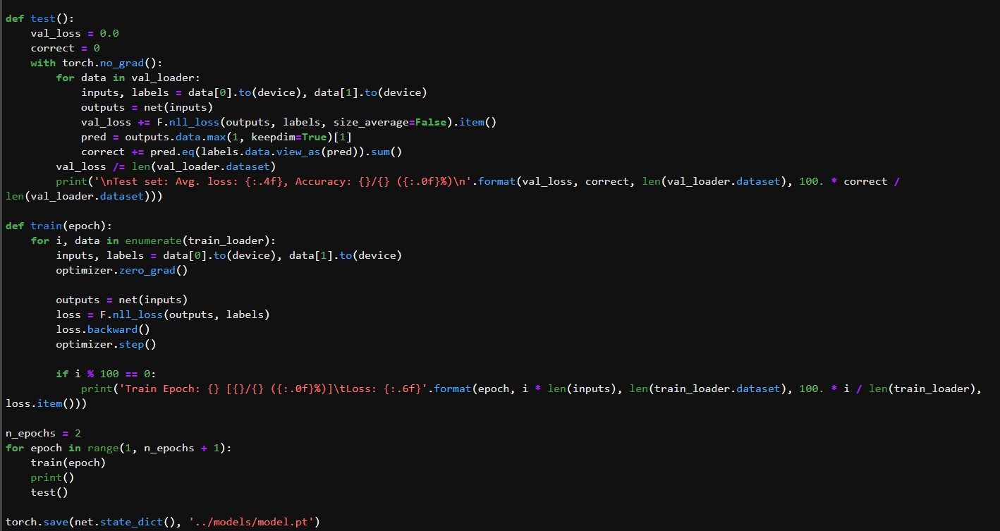 def test():
    val_loss = 0.0
    correct = 0
    with torch.no_grad():
        for data in val_loader:
            inputs, labels = data[0].to(device), data[1].to(device)
            outputs = net(inputs)
            val_loss += F.nll_loss(outputs, labels, size_average=False).item()
            pred = outputs.data.max(1, keepdim=True)[1]
            correct += pred.eq(labels.data.view_as(pred)).sum()
        val_loss /= len(val_loader.dataset)
        print('\nTest set: Avg. loss: {:.4f}, Accuracy: {}/{} ({:.0f}%)\n'.format(val_loss, correct, len(val_loader.dataset), 100. * correct /
len(val_loader.dataset)))

def train(epoch):
    for i, data in enumerate(train_loader):
        inputs, labels = data[0].to(device), data[1].to(device)
        optimizer.zero_grad()

        outputs = net(inputs)
        loss = F.nll_loss(outputs, labels)
        loss.backward()
        optimizer.step()

        if i % 100 == 0:
            print('Train Epoch: {} [{}/{} ({:.0f}%)]\tLoss: {:.6f}'.format(epoch, i * len(inputs), len(train_loader.dataset), 100. * i / len(train_loader),
loss.item()))

n_epochs = 2
for epoch in range(1, n_epochs + 1):
    train(epoch)
    print()
    test()

torch.save(net.state_dict(), '../models/model.pt')